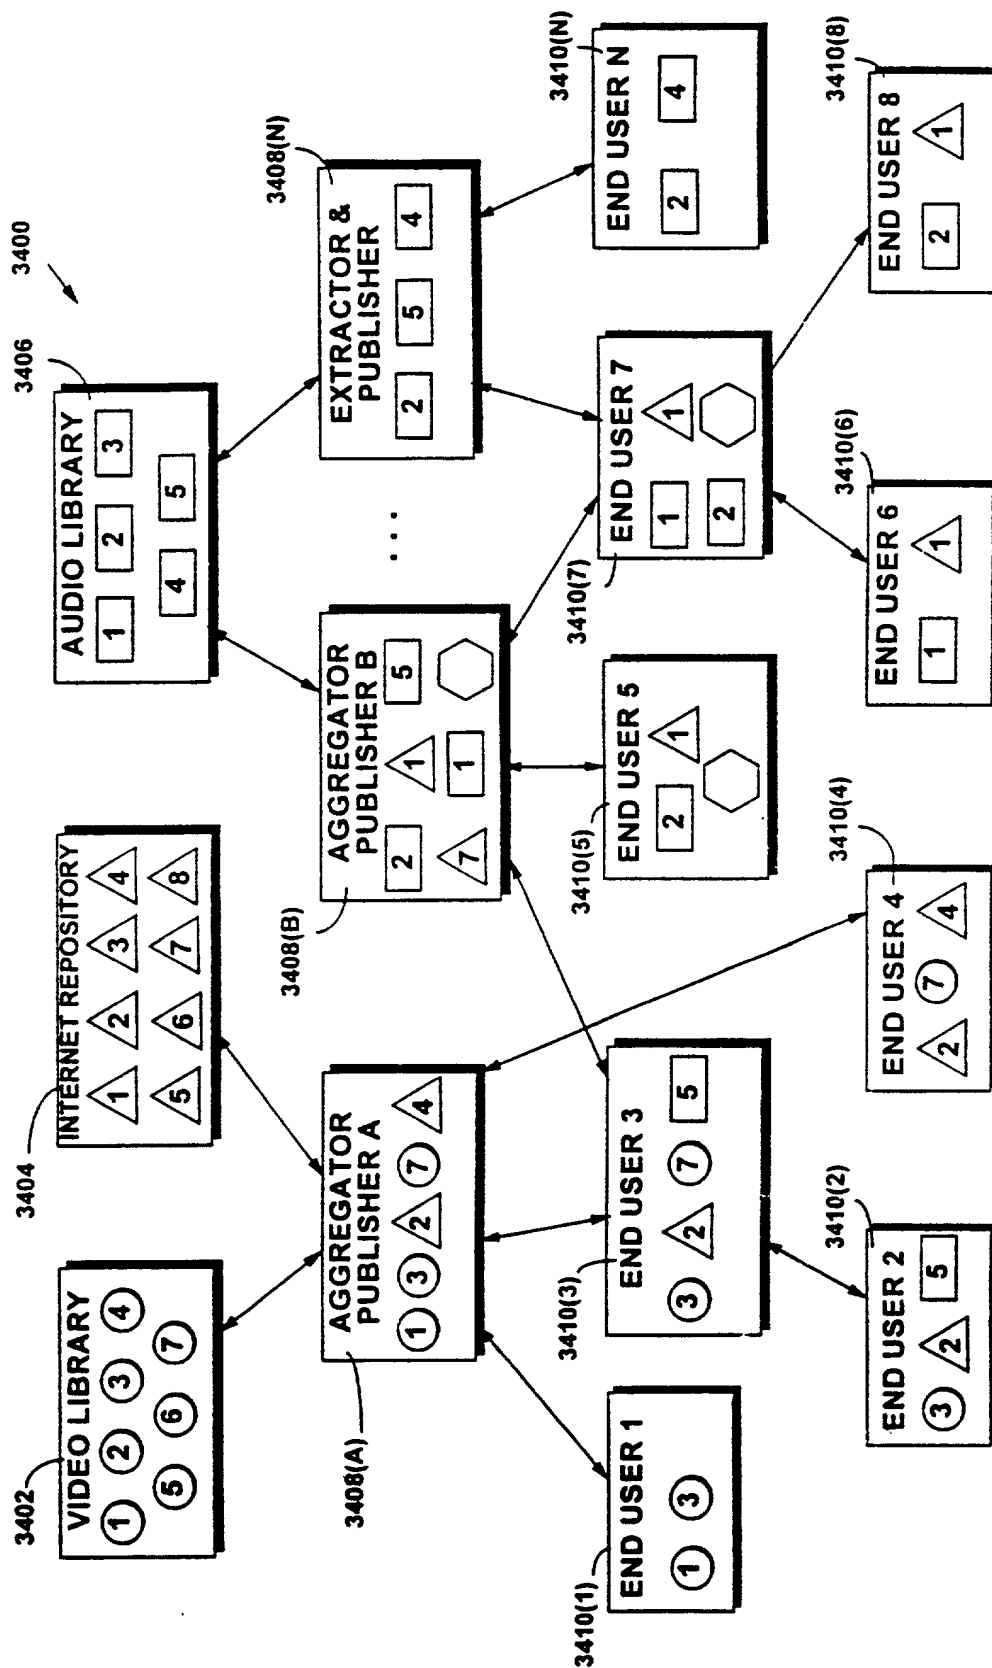 3400
3402
VIDEO LIBRARY
1 2 3 4
5 6 7
3404
INTERNET REPOSITORY
1 2 3 4
5 6 7 8
3406
AUDIO LIBRARY
1 2 3
4 5
3408(A)
AGGREGATOR
PUBLISHER A
1 3 2 7 4
3408(B)
AGGREGATOR
PUBLISHER B
2 1 5
7 1
...
3408(N)
EXTRACTOR &
PUBLISHER
2 5 4
3410(1)
END USER 1
1 3
3410(3)
END USER 3
3 2 7 5
3410(5)
END USER 5
2 1
3410(7)
END USER 7
1 1
2
3410(N)
END USER N
2 4
3410(2)
END USER 2
3 2 5
3410(4)
END USER 4
2 7 4
3410(6)
END USER 6
1 1
3410(8)
END USER 8
2 1